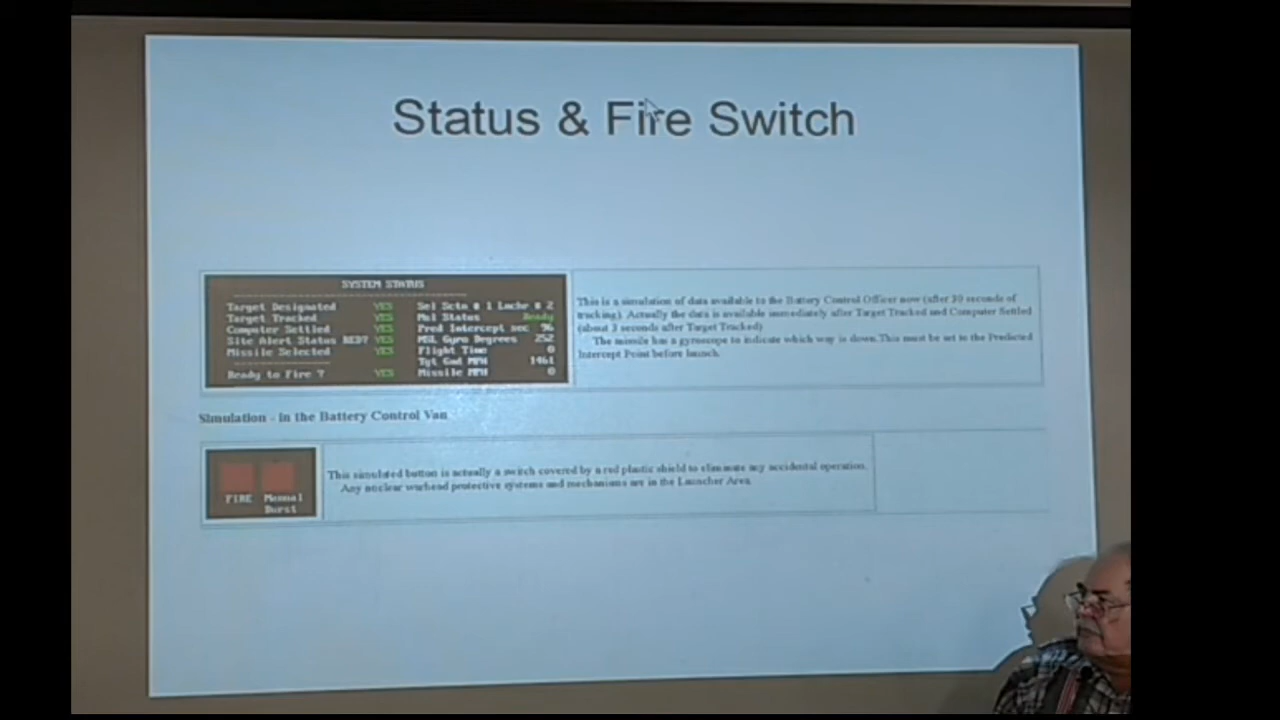 Status & Fire Switch
SYSTEM STATUS
Target Designated YES Sel Sctn # 1 Lnchr # 2
Target Tracked YES Msl Status Ready
Computer Settled YES Pred Intercept sec 96
Site Alert Status RED? YES MSL Gyro Degrees 252
Missile Selected YES Flight Time 0
Tgt Gnd MPH 1461
Ready to Fire ? YES Missile MPH 0
This is a simulation of data available to the Battery Control Officer now (after 30 seconds of
tracking). Actually the data is available immediately after Target Tracked and Computer Settled
(about 3 seconds after Target Tracked)
The missile has a gyroscope to indicate which way is down.This must be set to the Predicted
Intercept Point before launch.
Simulation - in the Battery Control Van
FIRE Manual
Burst
This simulated button is actually a switch covered by a red plastic shield to eliminate any accidental operation.
Any nuclear warhead protective systems and mechanisms are in the Launcher Area.